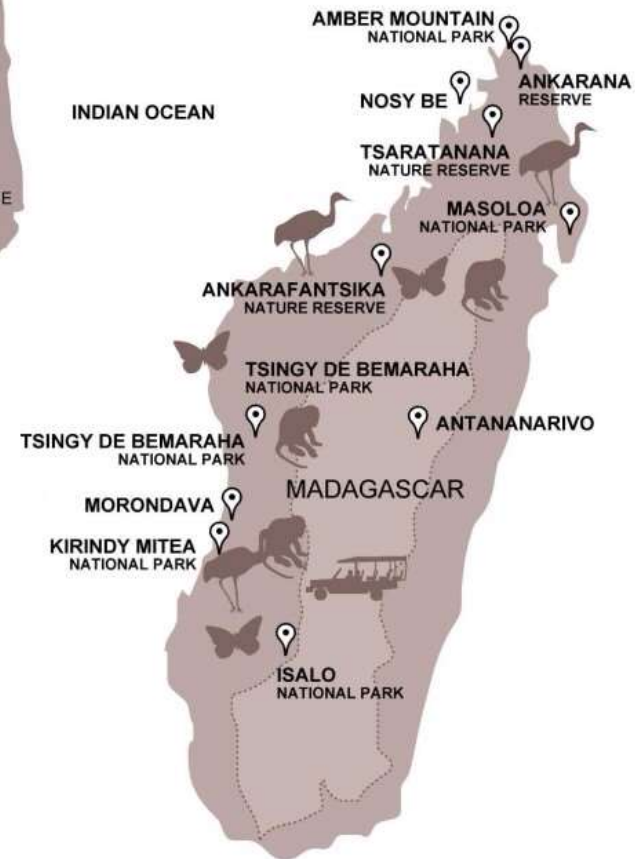 AMBER MOUNTAIN
NATIONAL PARK
ANKARANA
RESERVE
NOSY BE
INDIAN OCEAN
TSARATANANA
NATURE RESERVE
E
MASOLOA
NATIONAL PARK
ANKARAFANTSIKA
NATURE RESERVE
TSINGY DE BEMARAHA
NATIONAL PARK
ANTANANARIVO
TSINGY DE BEMARAHA
NATIONAL PARK
MADAGASCAR
MORONDAVA
KIRINDY MITEA
NATIONAL PARK
ISALO
NATIONAL PARK